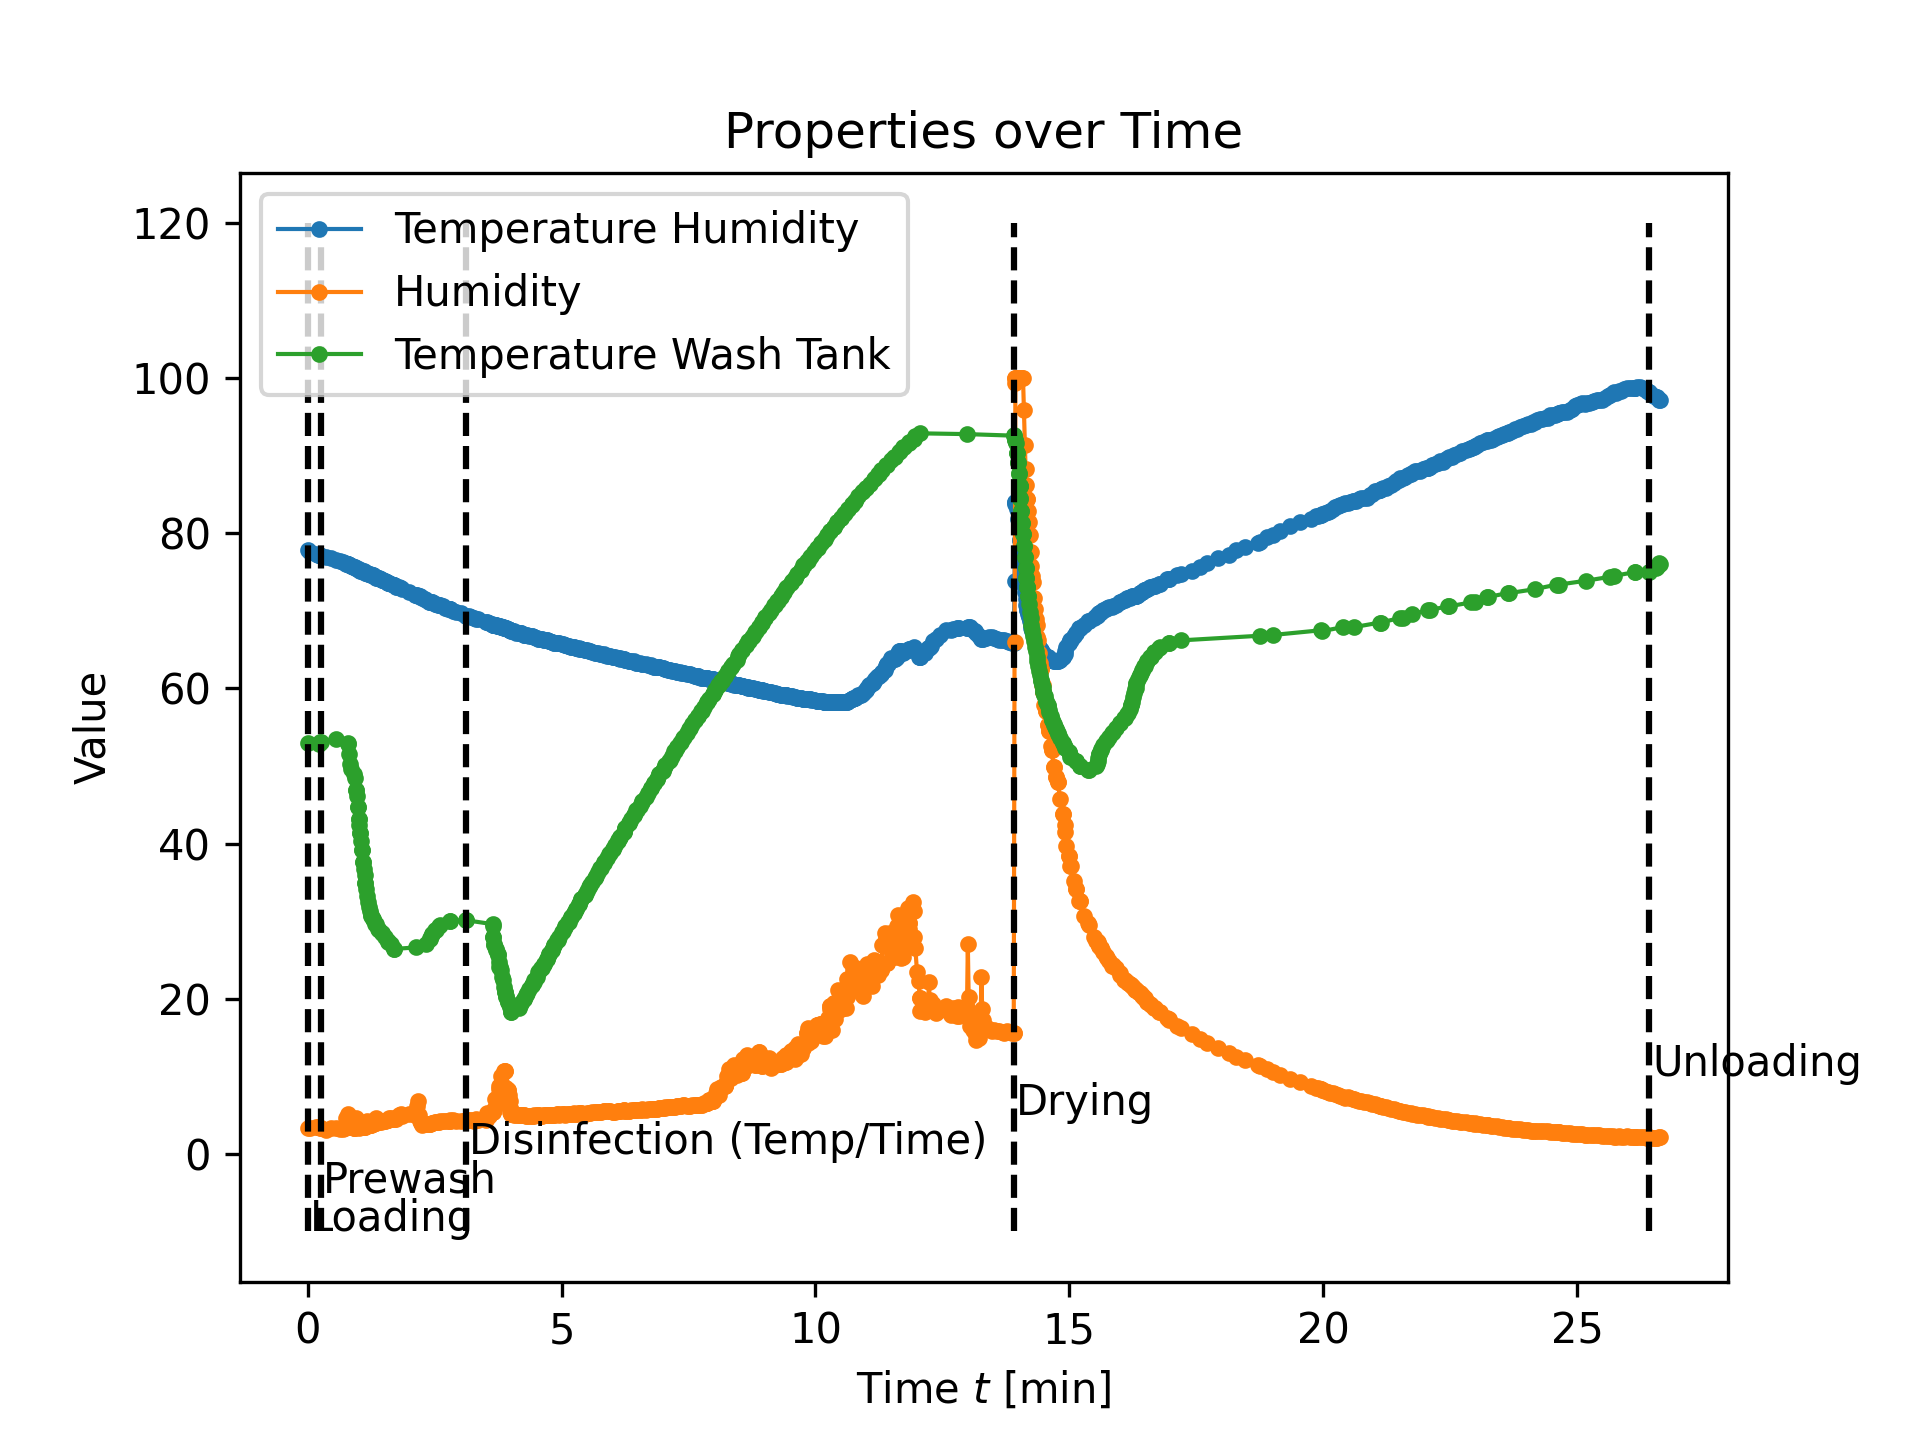 Properties over Time
Temperature Humidity
Humidity
Temperature Wash Tank
120
100
80
60
40
20
0
Value
Unloading
Drying
Disinfection (Temp/Time)
Prewash
Loading
0 5 10 15 20 25
Time t [min]